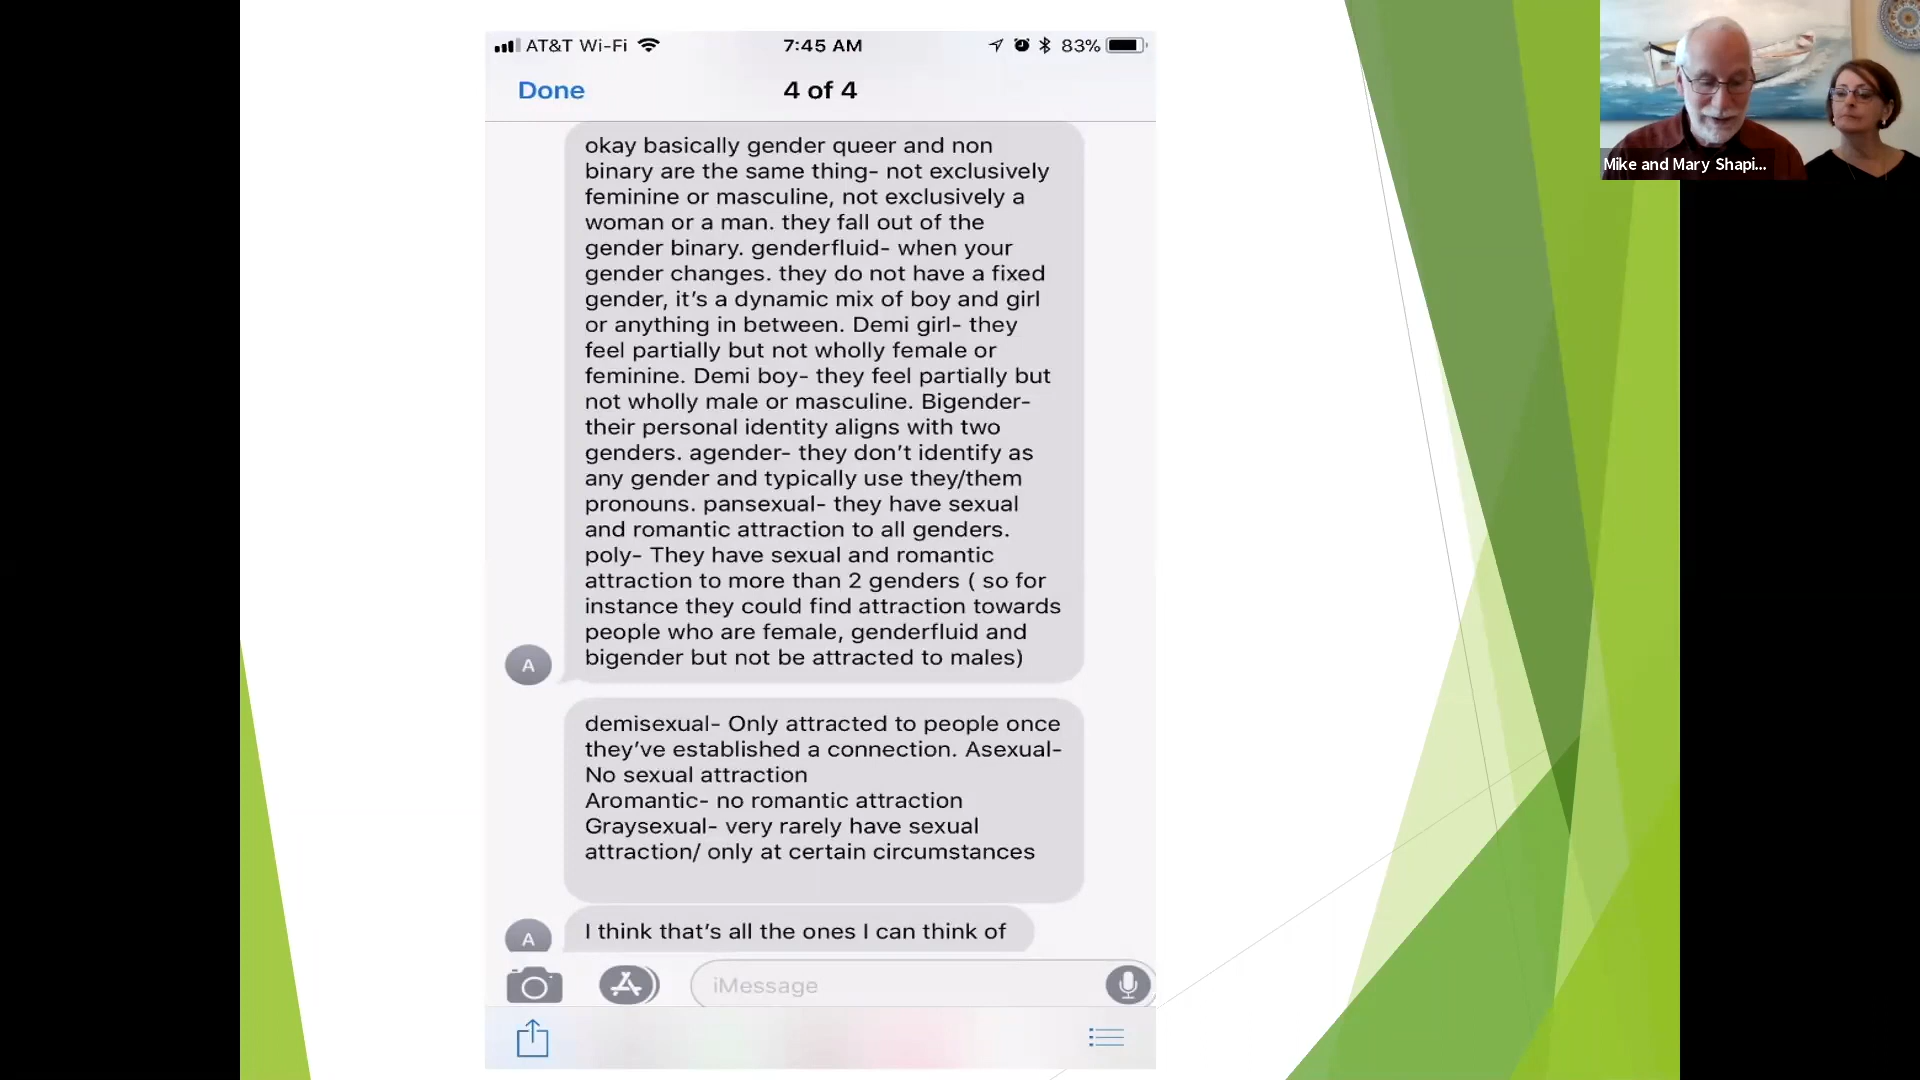 AT&T Wi-Fi 7:45 AM 83%
Done 4 of 4
okay basically gender queer and non
binary are the same thing- not exclusively
feminine or masculine, not exclusively a
woman or a man. they fall out of the
gender binary. genderfluid- when your
gender changes. they do not have a fixed
gender, it's a dynamic mix of boy and girl
or anything in between. Demi girl- they
feel partially but not wholly female or
feminine. Demi boy- they feel partially but
not wholly male or masculine. Bigender-
their personal identity aligns with two
genders. agender- they don't identify as
any gender and typically use they/them
pronouns. pansexual- they have sexual
and romantic attraction to all genders.
poly- They have sexual and romantic
attraction to more than 2 genders ( so for
instance they could find attraction towards
people who are female, genderfluid and
bigender but not be attracted to males)
A
demisexual- Only attracted to people once
they've established a connection. Asexual-
No sexual attraction
Aromantic- no romantic attraction
Graysexual- very rarely have sexual
attraction/ only at certain circumstances
I think that's all the ones I can think of
A
iMessage
Mike and Mary Shapi...